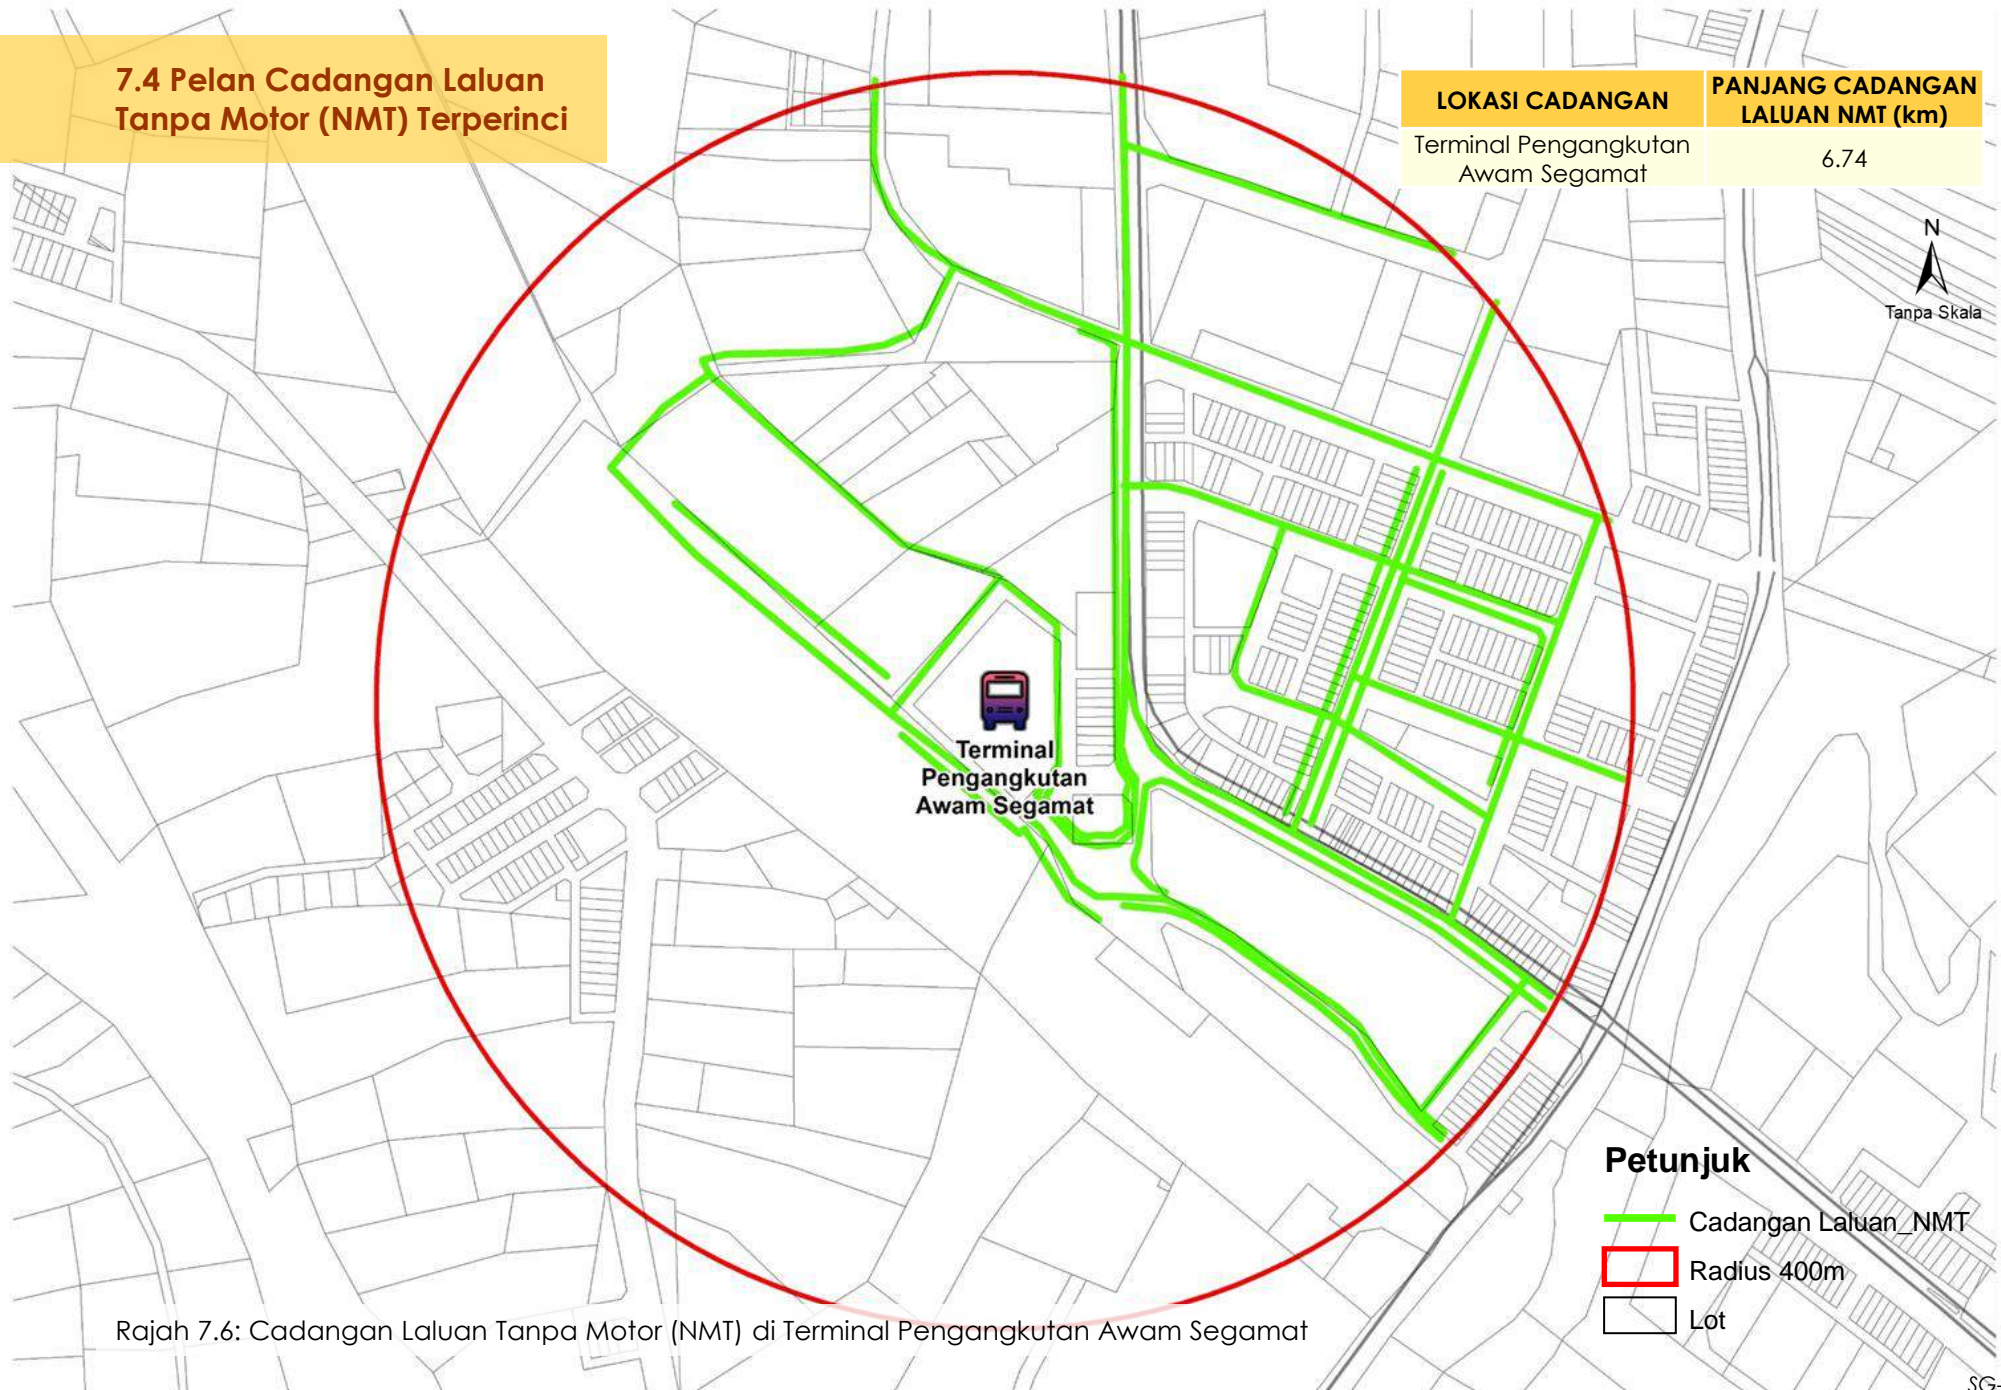 7.4 Pelan Cadangan Laluan
Tanpa Motor (NMT) Terperinci
LOKASI CADANGAN
PANJANG CADANGAN
LALUAN NMT (km)
Terminal Pengangkutan
Awam Segamat
6.74
N
Tanpa Skala
Terminal
Pengangkutan
Awam Segamat
Petunjuk
Cadangan Laluan_NMT
Radius 400m
Lot
Rajah 7.6: Cadangan Laluan Tanpa Motor (NMT) di Terminal Pengangkutan Awam Segamat
SG-